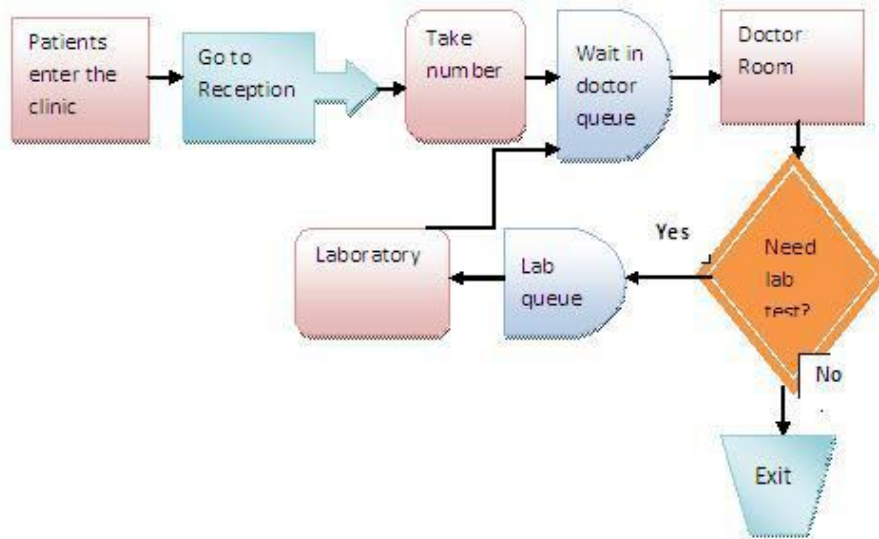 Patients
enter the
clinic
Go to
Reception
Take
number
Wait in
doctor
queue
Doctor
Room
Need
lab
test?
Yes
Lab
queue
Laboratory
No
.
Exit